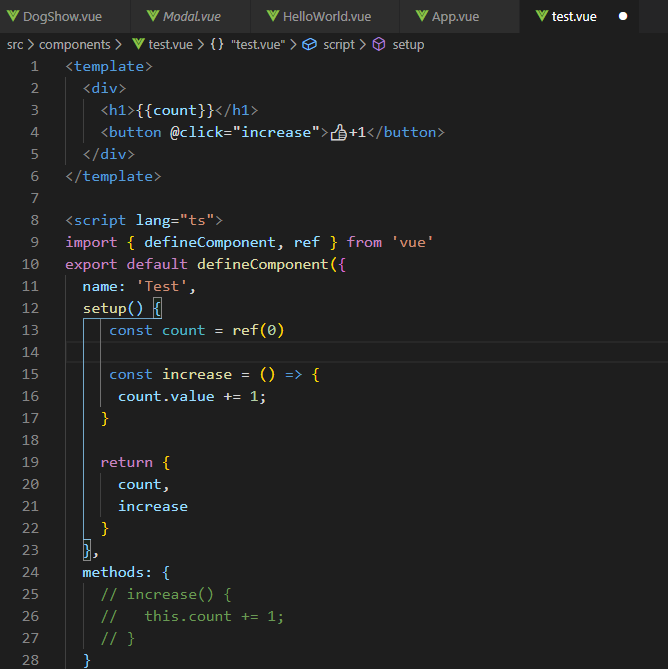 DogShow.vue Modal.vue HelloWorld.vue App.vue test.vue
src > components > test.vue > {} "test.vue" > script > setup
1 <template>
2   <div>
3     <h1>{{count}}</h1>
4     <button @click="increase">👍+1</button>
5   </div>
6 </template>
7
8 <script lang="ts">
9 import { defineComponent, ref } from 'vue'
10 export default defineComponent({
11   name: 'Test',
12   setup() {
13      const count = ref(0)
14
15      const increase = () => {
16       count.value += 1;
17     }
18
19     return {
20       count,
21       increase
22     }
23   },
24   methods: {
25     // increase() {
26     //   this.count += 1;
27     // }
28   }